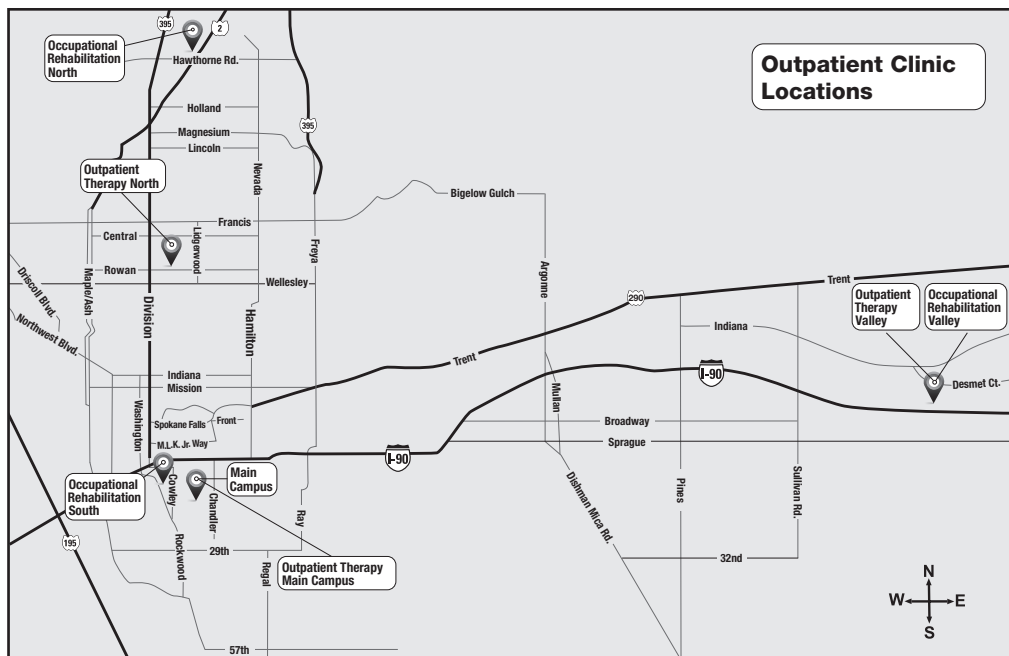 395
2
Occupational
Rehabilitation
North
Hawthorne Rd.
Outpatient Clinic
Locations
Holland
395
Magnesium
Lincoln
Nevada
Outpatient
Therapy North
Bigelow Gulch
Francis
Central
Lidgerwood
Freya
Rowan
Wellesley
Maple/Ash
Driscoll Blvd.
Northwest Blvd.
Division
Hamilton
Argonne
Trent
290
Outpatient
Therapy
Valley
Occupational
Rehabilitation
Valley
Indiana
Trent
Indiana
Mission
I-90
Desmet Ct.
Mullan
Washington
Spokane Falls
Front
Broadway
M.L.K. Jr. Way
Sprague
I-90
Occupational
Rehabilitation
South
Main
Campus
Cowley
Chandler
Ray
Dishman Mica Rd.
Pines
Sullivan Rd.
195
Rockwood
29th
Regal
32nd
Outpatient Therapy
Main Campus
57th
N
W
E
S